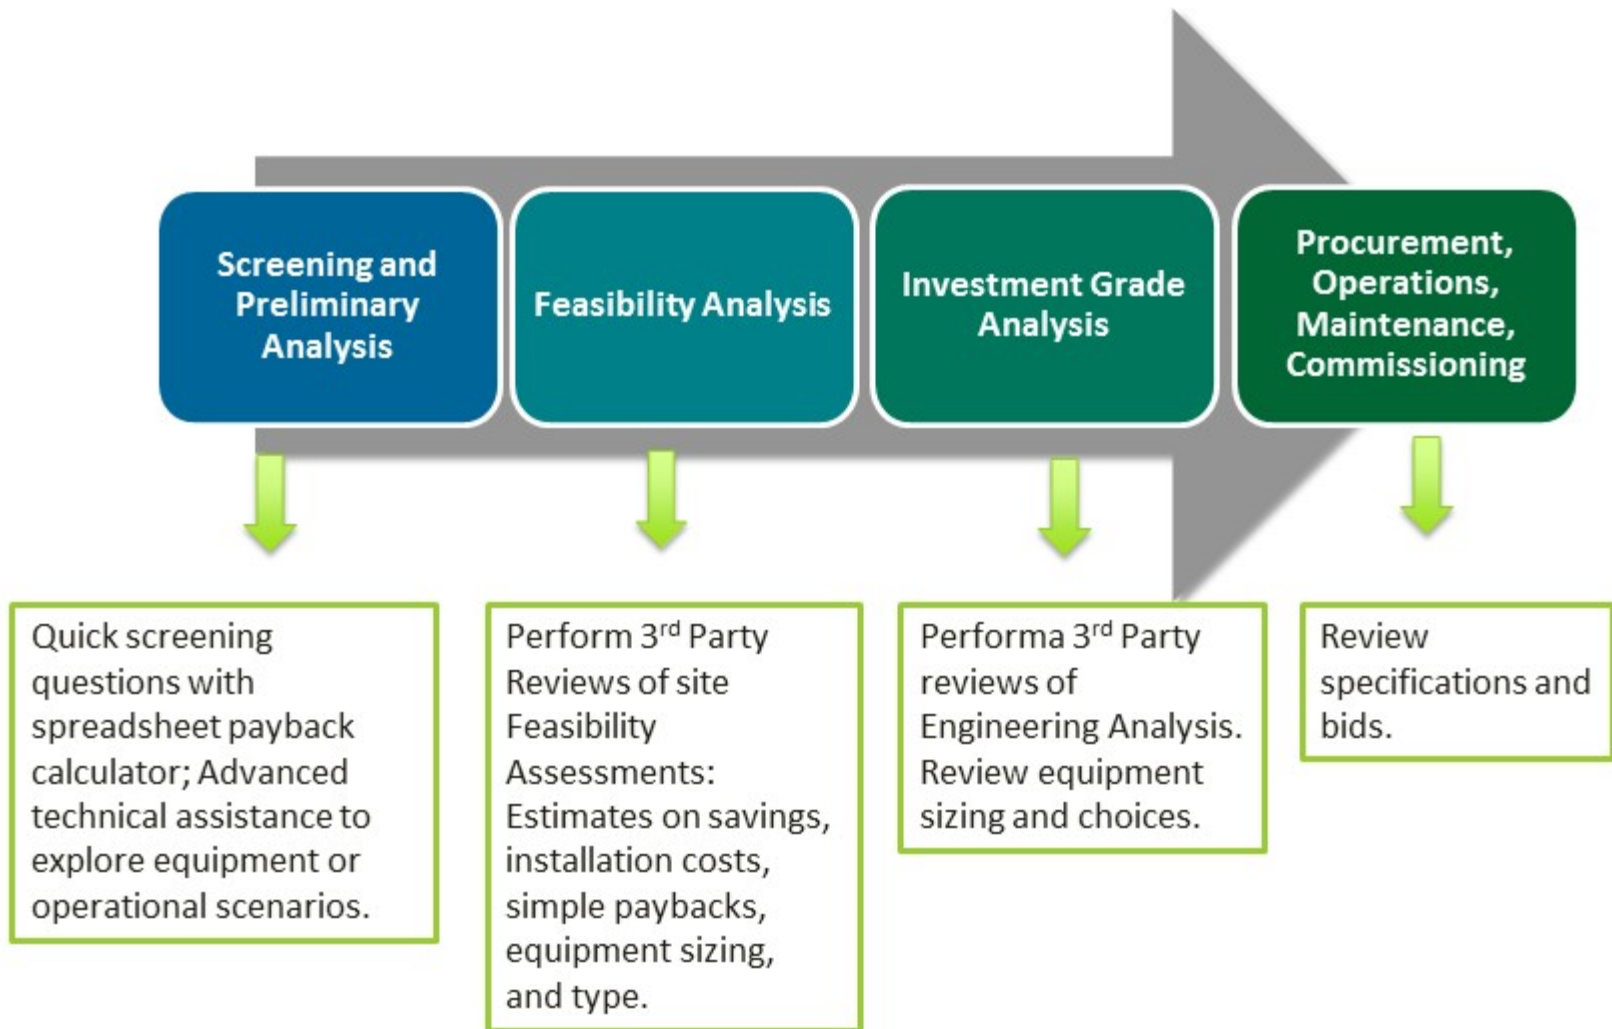 Screening and
Preliminary
Analysis
Feasibility Analysis
Investment Grade
Analysis
Procurement,
Operations,
Maintenance,
Commissioning
Quick screening
questions with
spreadsheet payback
calculator; Advanced
technical assistance to
explore equipment or
operational scenarios.
Perform 3rd Party
Reviews of site
Feasibility
Assessments:
Estimates on savings,
installation costs,
simple paybacks,
equipment sizing,
and type.
Performa 3rd Party
reviews of
Engineering Analysis.
Review equipment
sizing and choices.
Review
specifications and
bids.